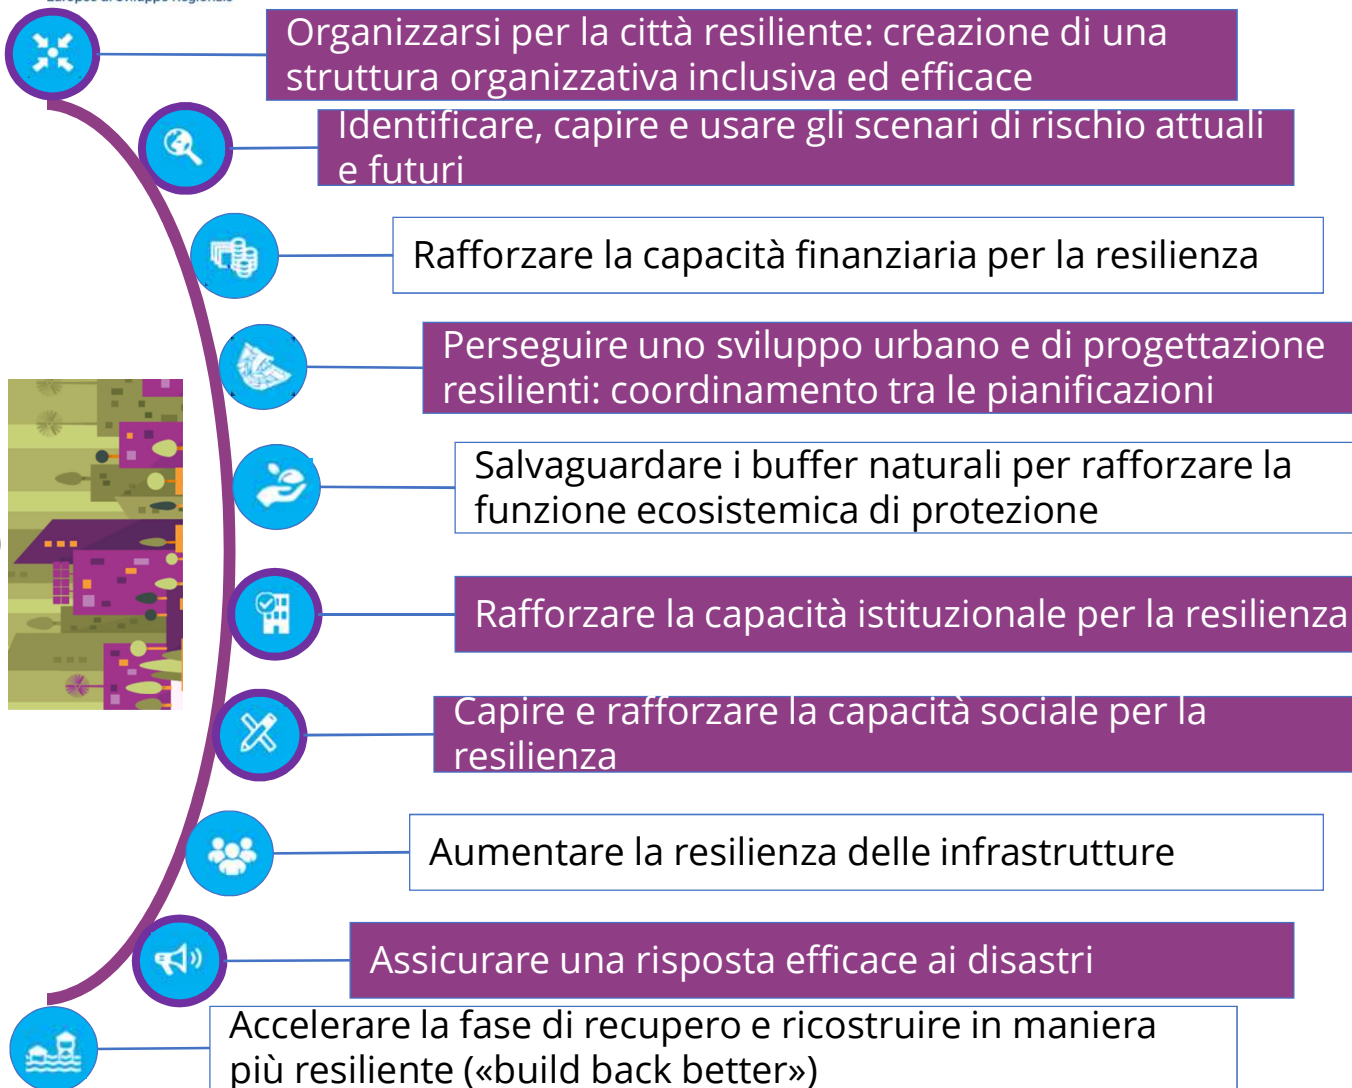 Europeo di Sviluppo Regionale
Organizzarsi per la città resiliente: creazione di una
struttura organizzativa inclusiva ed efficace
Identificare, capire e usare gli scenari di rischio attuali
e futuri
Rafforzare la capacità finanziaria per la resilienza
Perseguire uno sviluppo urbano e di progettazione
resilienti: coordinamento tra le pianificazioni
Salvaguardare i buffer naturali per rafforzare la
funzione ecosistemica di protezione
Rafforzare la capacità istituzionale per la resilienza
Capire e rafforzare la capacità sociale per la
resilienza
Aumentare la resilienza delle infrastrutture
Assicurare una risposta efficace ai disastri
Accelerare la fase di recupero e ricostruire in maniera
più resiliente («build back better»)